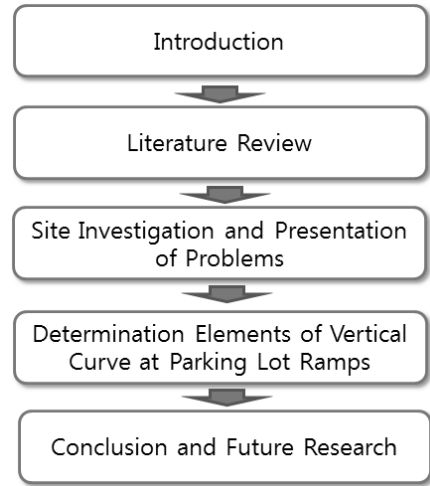 Introduction
Literature Review
Site Investigation and Presentation
of Problems
Determination Elements of Vertical
Curve at Parking Lot Ramps
Conclusion and Future Research